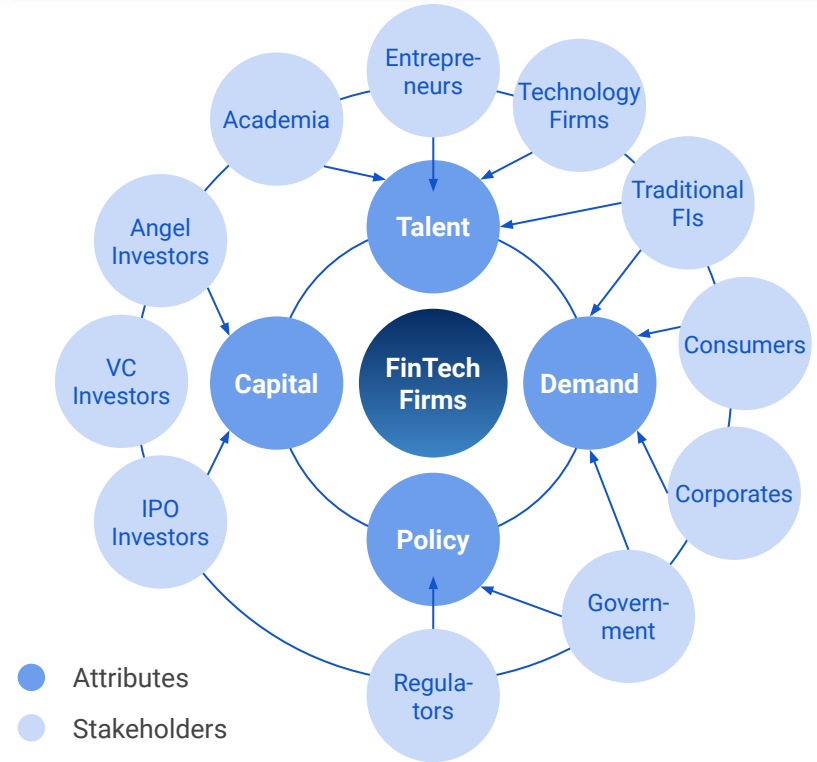 Entrepre-
neurs
Technology
Firms
Academia
Traditional
FIs
Angel
Investors
Talent
Consumers
VC
Investors
Capital
FinTech
Firms
Demand
Corporates
IPO
Investors
Policy
Govern-
ment
Regula-
tors
Attributes
Stakeholders